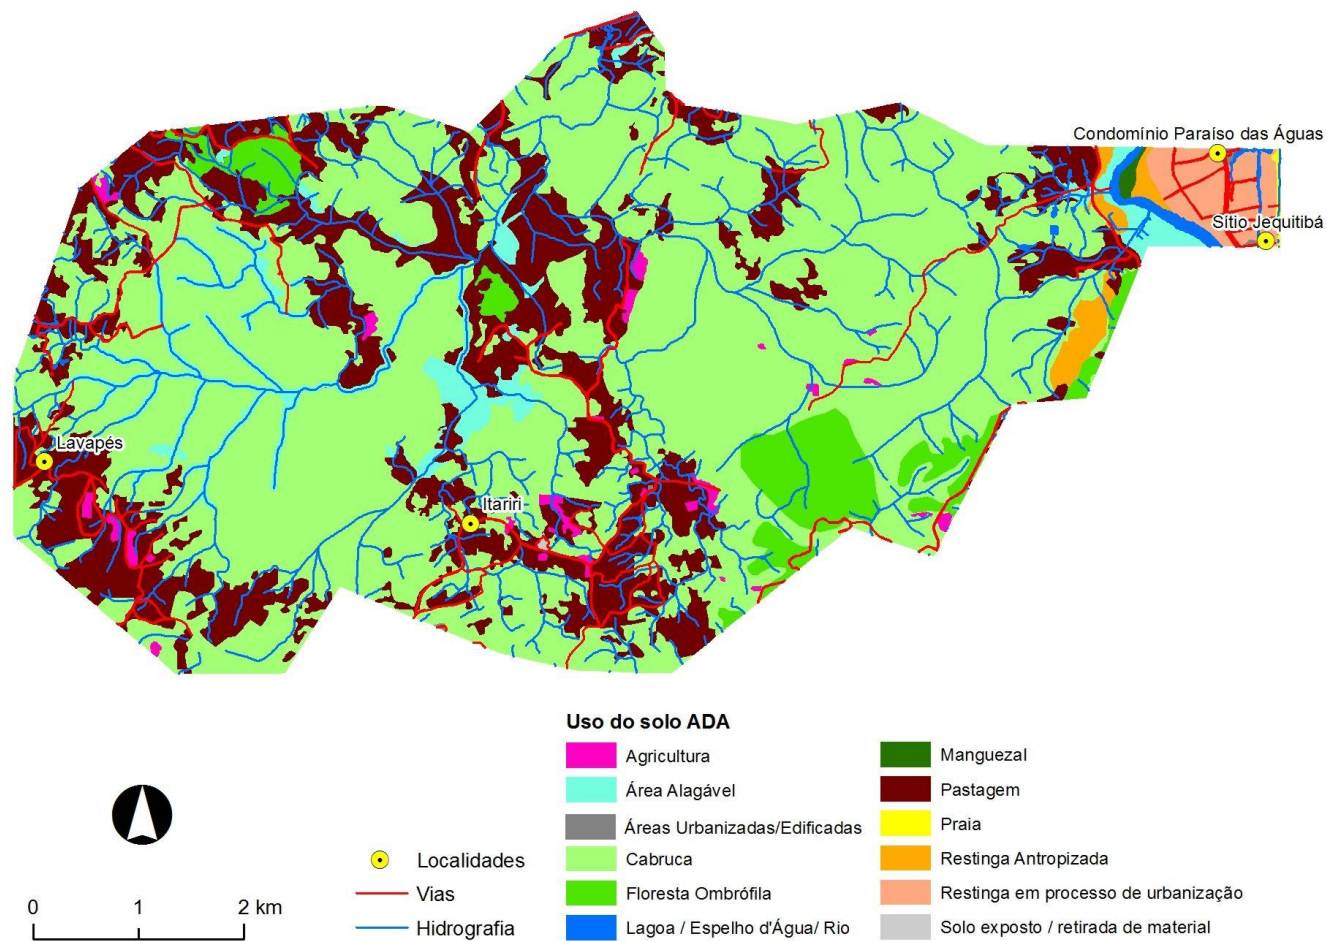 Condomínio Paraíso das Águas
Sítio Jequitibá
Lavapés
Itariri
Uso do solo ADA
Agricultura
Área Alagável
Áreas Urbanizadas/Edificadas
Cabruca
Floresta Ombrófila
Lagoa / Espelho d'Água/ Rio
Manguezal
Pastagem
Praia
Restinga Antropizada
Restinga em processo de urbanização
Solo exposto / retirada de material
Localidades
Vias
Hidrografia
0 1 2 km